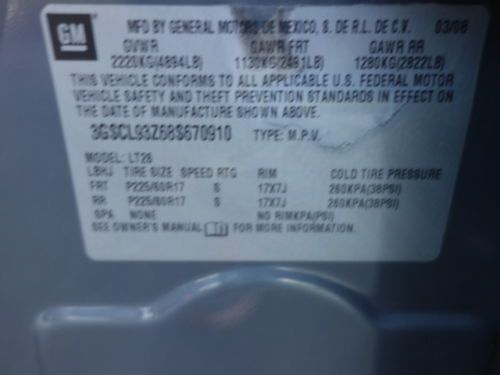 GM
MFD BY GENERAL MOTORS DE MEXICO, S. DE R.L. DE C.V. 03/08
GVWR GAWR FRT GAWR RR
2220KG(4894LB) 1130KG(2491LB) 1280KG(2822LB)
THIS VEHICLE CONFORMS TO ALL APPLICABLE U.S. FEDERAL MOTOR
VEHICLE SAFETY AND THEFT PREVENTION STANDARDS IN EFFECT ON
THE DATE OF MANUFACTURE SHOWN ABOVE.
3GSCL93Z68S670910 TYPE: M.P.V.
MODEL: LT26
TIRE SIZE SPEED RTG RIM COLD TIRE PRESSURE
FRT P225/60R17 S 17X7J 260KPA(38PSI)
RR P225/60R17 S 17X7J 260KPA(38PSI)
SPA NONE NO RIMKPA(PSI)
SEE OWNER'S MANUAL FOR MORE INFORMATION.